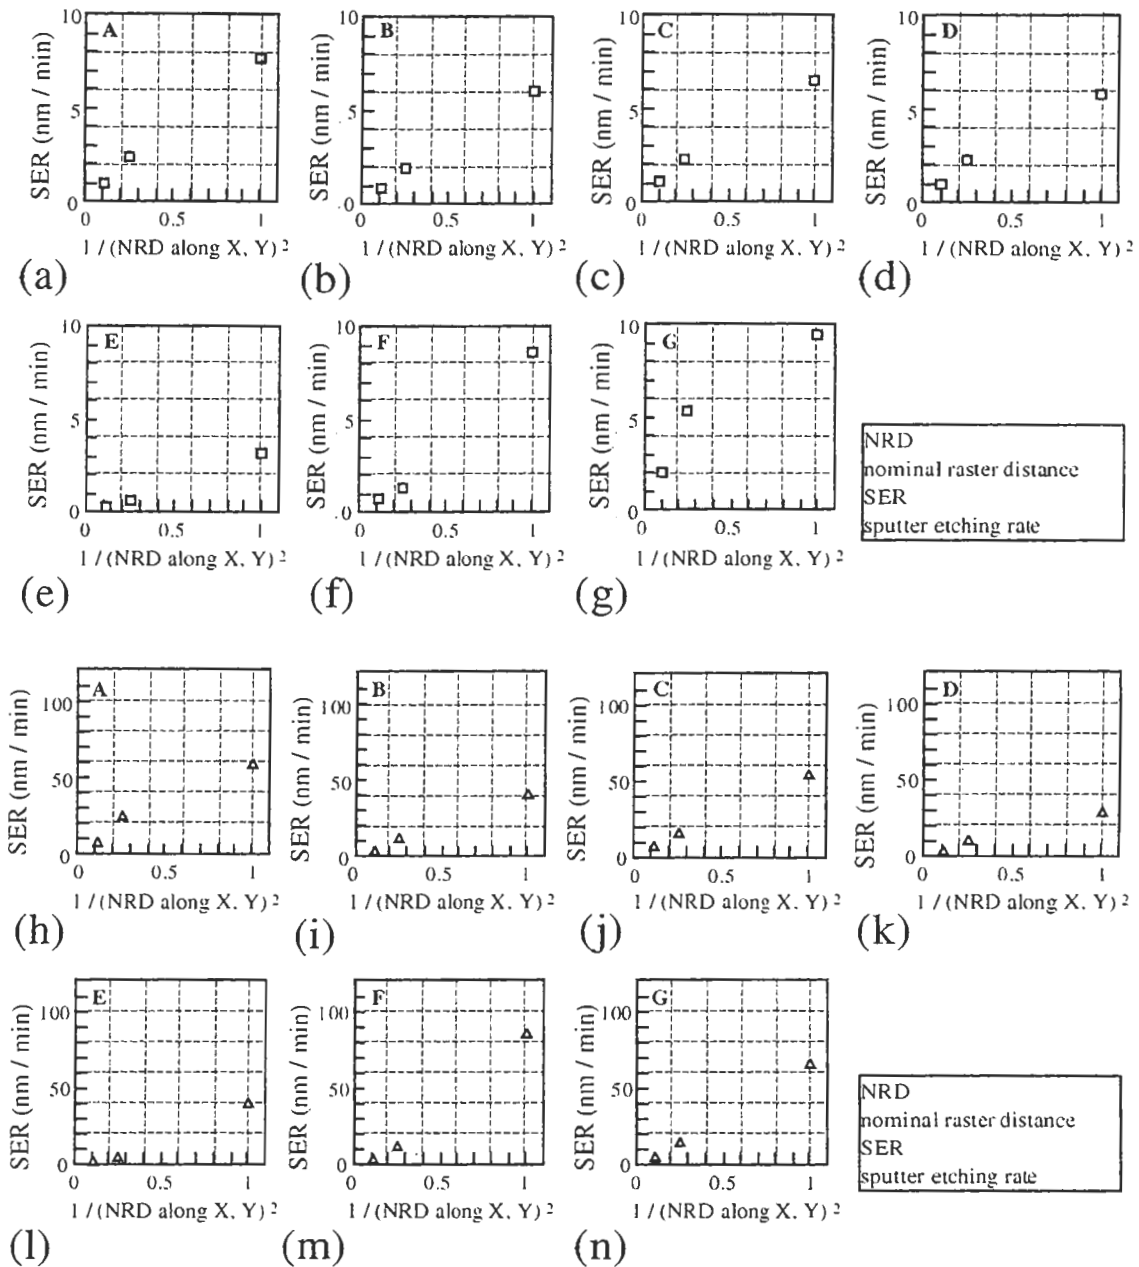 10 10 10 10
A B C D
SER (nm / min) SER (nm / min) SER (nm / min) SER (nm / min)
5 5 5 5
0 .0 0 0
0 0.5 1 0 0.5 1 0 0.5 1 0 0.5 1
1 / (NRD along X, Y) 2 1 / (NRD along X, Y) 2 1 / (NRD along X, Y) 2 1 / (NRD along X, Y) 2
(a) (b) (c) (d)
10 10 10
E F G
SER (nm / min) SER (nm / min) SER (nm / min)
5 5 5
0 .0 0
0 0.5 1 0 0.5 1 0 0.5 1
1 / (NRD along X, Y) 2 1 / (NRD along X, Y) 2 1 / (NRD along X, Y) 2
(e) (f) (g)
NRD
nominal raster distance
SER
sputter etching rate
A B C D
100 100 100 100
SER (nm / min) SER (nm / min) SER (nm / min) SER (nm / min)
50 50 50 50
0 0 0 0
0 0.5 1 0 0.5 1 0 0.5 1 0 0.5 1
1 / (NRD along X, Y) 2 1 / (NRD along X, Y) 2 1 / (NRD along X, Y) 2 1 / (NRD along X, Y) 2
(h) (i) (j) (k)
E F G
100 100 100
SER (nm / min) SER (nm / min) SER (nm / min)
50 50 50
0 0 0
0 0.5 1 0 0.5 1 0 0.5 1
1 / (NRD along X, Y) 2 1 / (NRD along X, Y) 2 1 / (NRD along X, Y) 2
(l) (m) (n)
NRD
nominal raster distance
SER
sputter etching rate